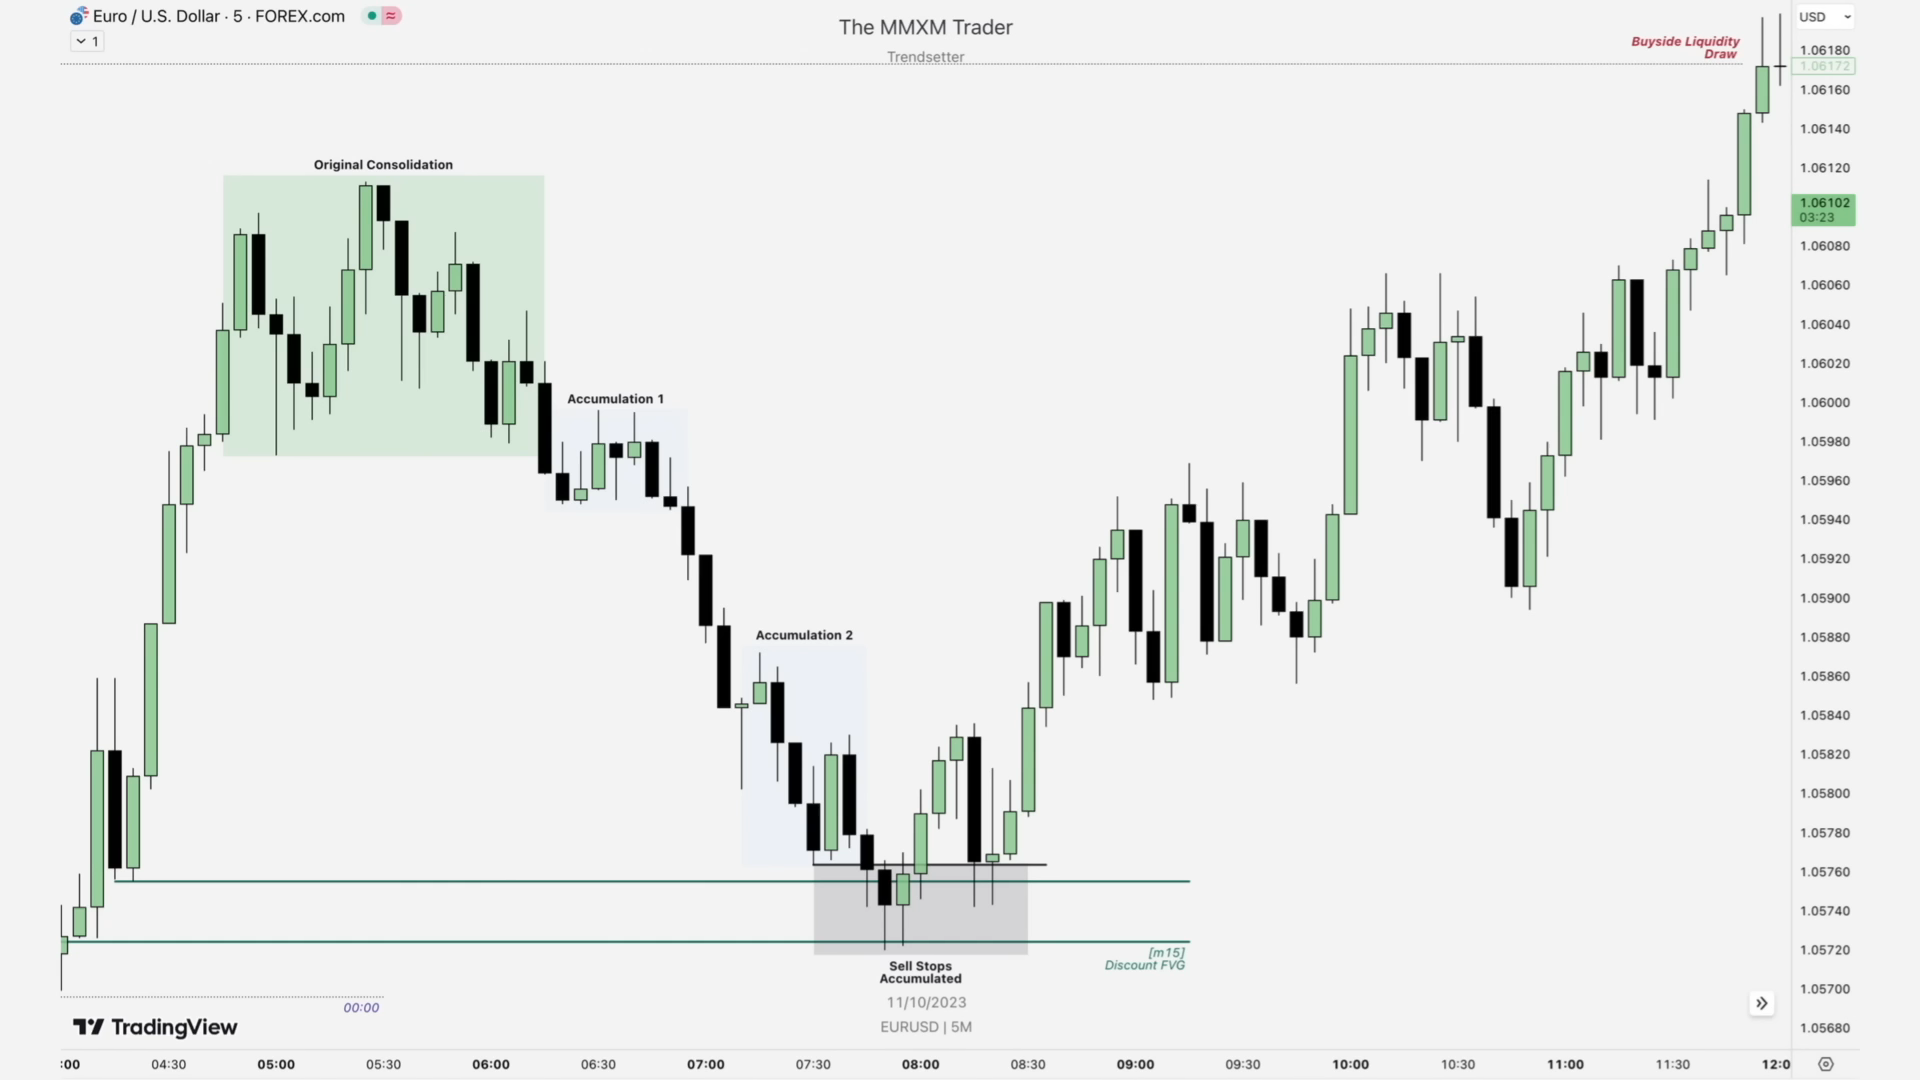 Euro / U.S. Dollar · 5 · FOREX.com
1
The MMXM Trader
Trendsetter
USD
Buyside Liquidity
Draw
1.06180
1.06172
1.06160
1.06140
1.06120
1.06102
03:23
1.06080
1.06060
1.06040
1.06020
1.06000
1.05980
1.05960
1.05940
1.05920
1.05900
1.05880
1.05860
1.05840
1.05820
1.05800
1.05780
1.05760
1.05740
1.05720
1.05700
1.05680
Original Consolidation
Accumulation 1
Accumulation 2
[m15]
Discount FVG
Sell Stops
Accumulated
11/10/2023
EURUSD | 5M
00:00
TradingView
:00 04:30 05:00 05:30 06:00 06:30 07:00 07:30 08:00 08:30 09:00 09:30 10:00 10:30 11:00 11:30 12:0